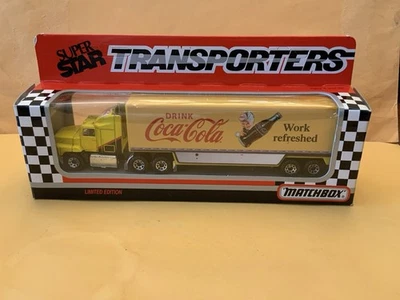 SUPER
STAR
TRANSPORTERS
DRINK
Coca-Cola
Work
refreshed
LIMITED EDITION
MATCHBOX